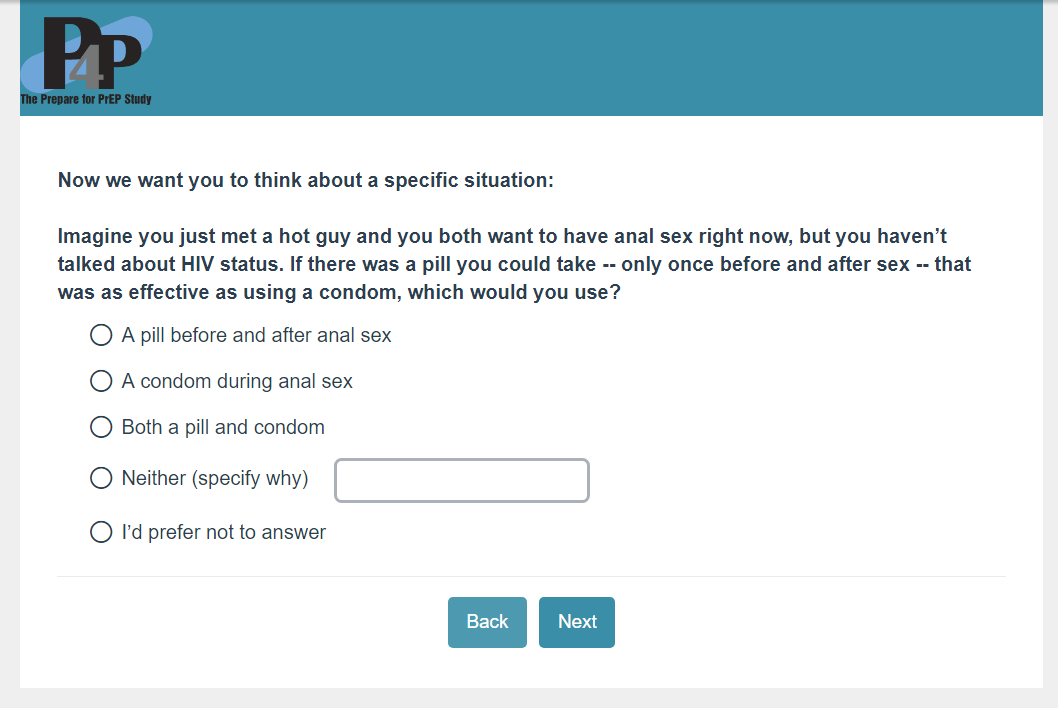 P4P
The Prepare for PrEP Study
Now we want you to think about a specific situation:
Imagine you just met a hot guy and you both want to have anal sex right now, but you haven’t
talked about HIV status. If there was a pill you could take -- only once before and after sex -- that
was as effective as using a condom, which would you use?
A pill before and after anal sex
A condom during anal sex
Both a pill and condom
Neither (specify why)
I’d prefer not to answer
Back Next